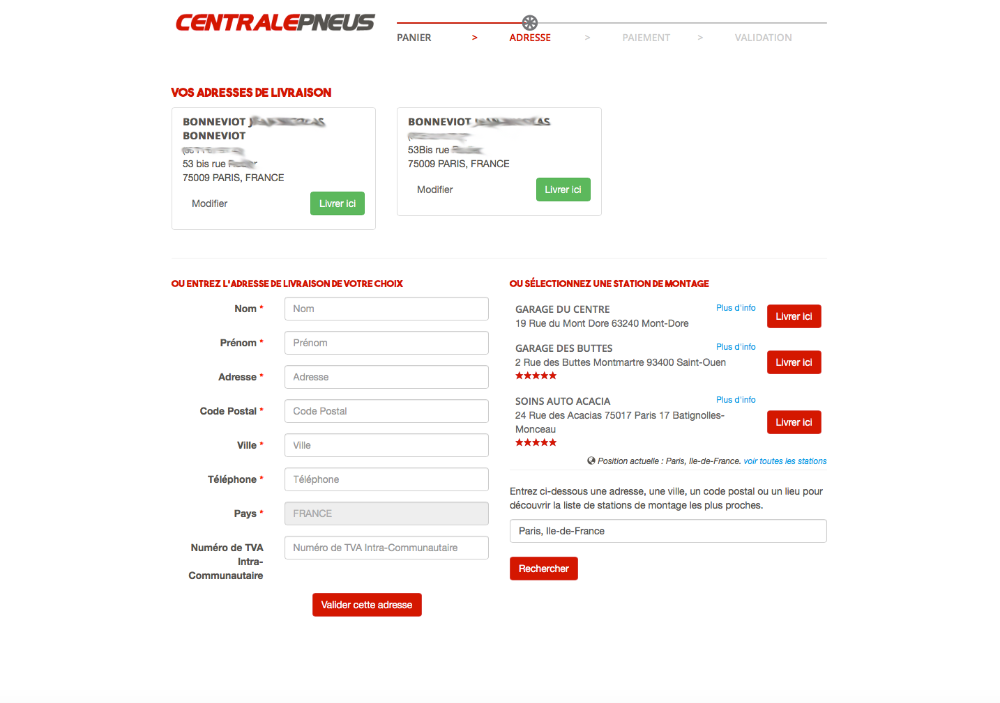 CENTRALEPNEUS
PANIER > ADRESSE > PAIEMENT > VALIDATION
VOS ADRESSES DE LIVRAISON
BONNEVIOT
BONNEVIOT
53 bis rue
75009 PARIS, FRANCE
Modifier
Livrer ici
BONNEVIOT
53Bis rue
75009 PARIS, FRANCE
Modifier
Livrer ici
OU ENTREZ L'ADRESSE DE LIVRAISON DE VOTRE CHOIX
Nom * Nom
Prénom * Prénom
Adresse * Adresse
Code Postal * Code Postal
Ville * Ville
Téléphone * Téléphone
Pays * FRANCE
Numéro de TVA Numéro de TVA Intra-Communautaire
Intra-
Communautaire
Valider cette adresse
OU SÉLECTIONNEZ UNE STATION DE MONTAGE
GARAGE DU CENTRE Plus d'info
19 Rue du Mont Dore 63240 Mont-Dore
Livrer ici
GARAGE DES BUTTES Plus d'info
2 Rue des Buttes Montmartre 93400 Saint-Ouen
★★★★★
Livrer ici
SOINS AUTO ACACIA Plus d'info
24 Rue des Acacias 75017 Paris 17 Batignolles-
Monceau
★★★★★
Livrer ici
Position actuelle : Paris, Ile-de-France. voir toutes les stations
Entrez ci-dessous une adresse, une ville, un code postal ou un lieu pour
découvrir la liste de stations de montage les plus proches.
Paris, Ile-de-France
Rechercher